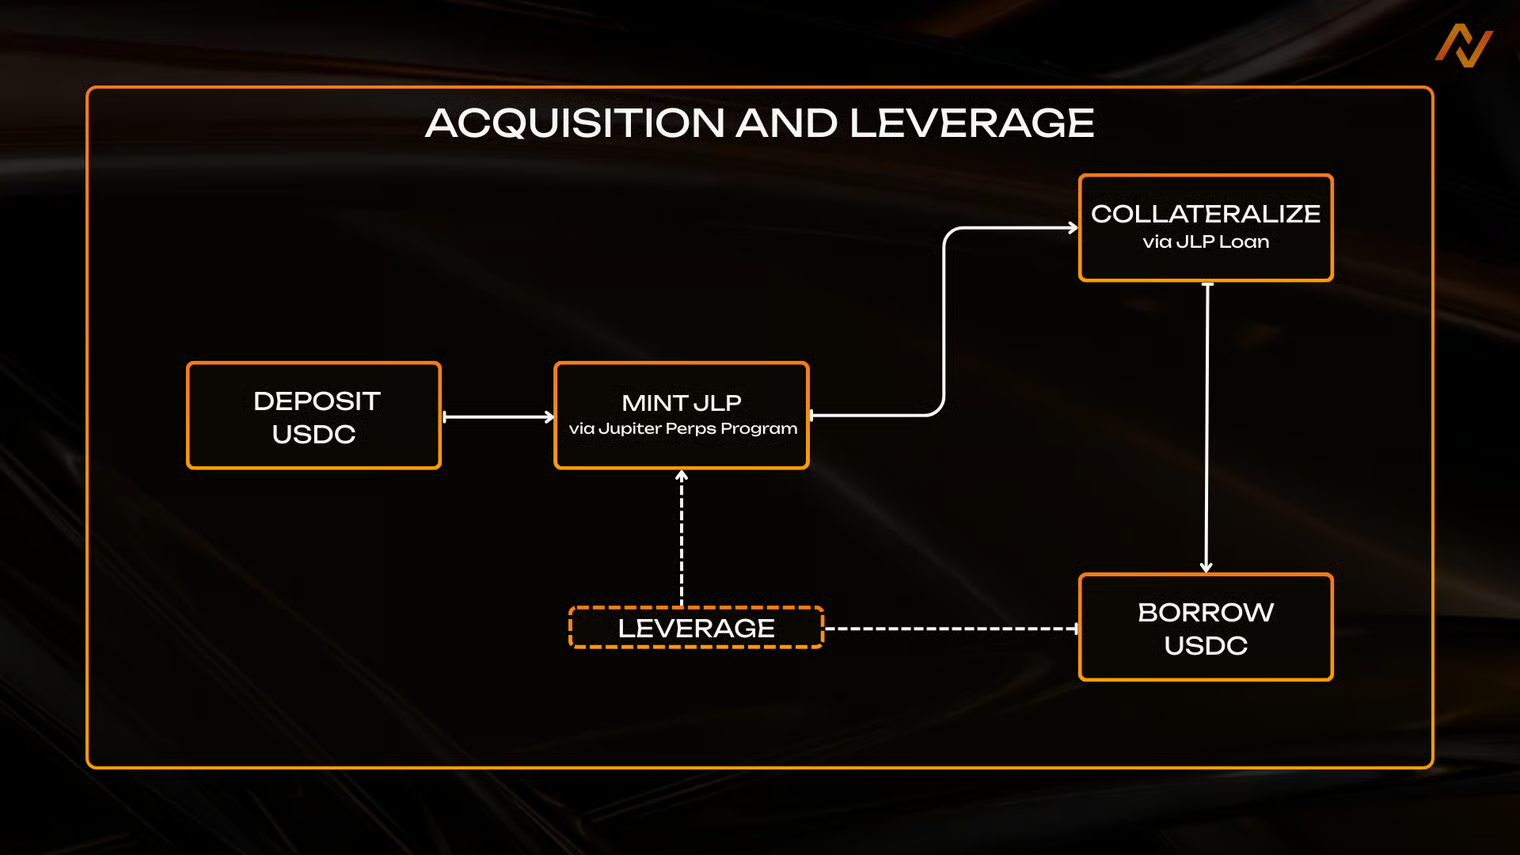 ACQUISITION AND LEVERAGE
COLLATERALIZE
via JLP Loan
DEPOSIT
USDC
MINT JLP
via Jupiter Perps Program
LEVERAGE
BORROW
USDC